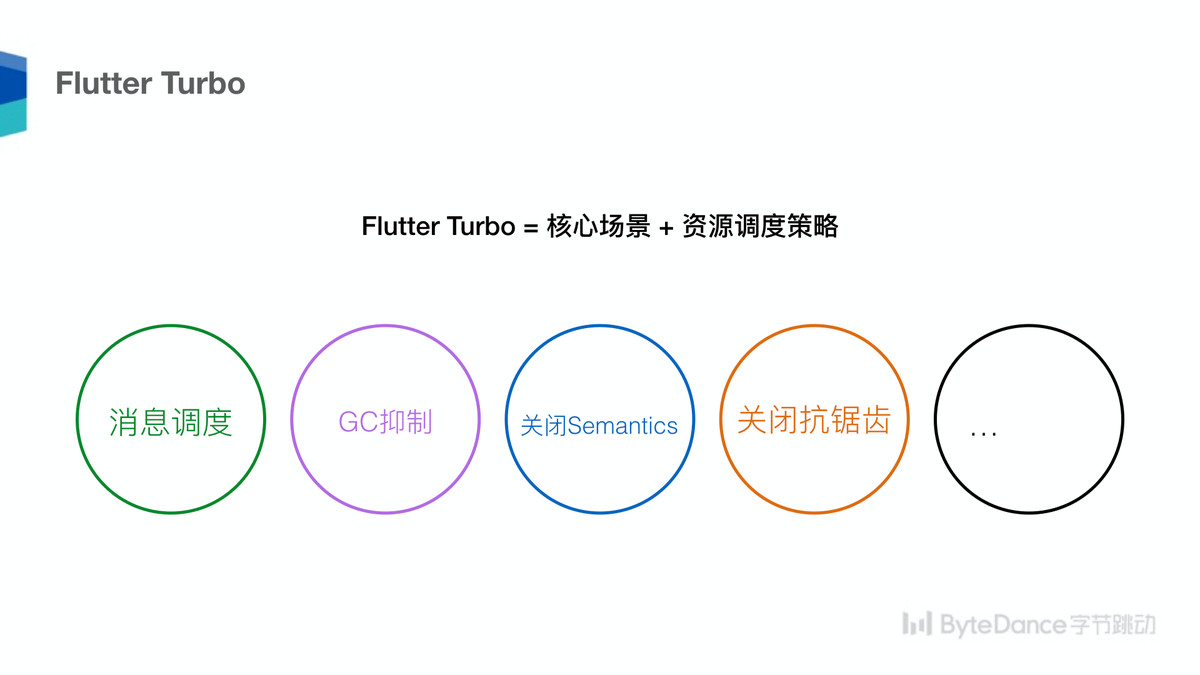 Flutter Turbo
Flutter Turbo = 核心场景 + 资源调度策略
消息调度
GC抑制
关闭Semantics
关闭抗锯齿
...
ByteDance字节跳动